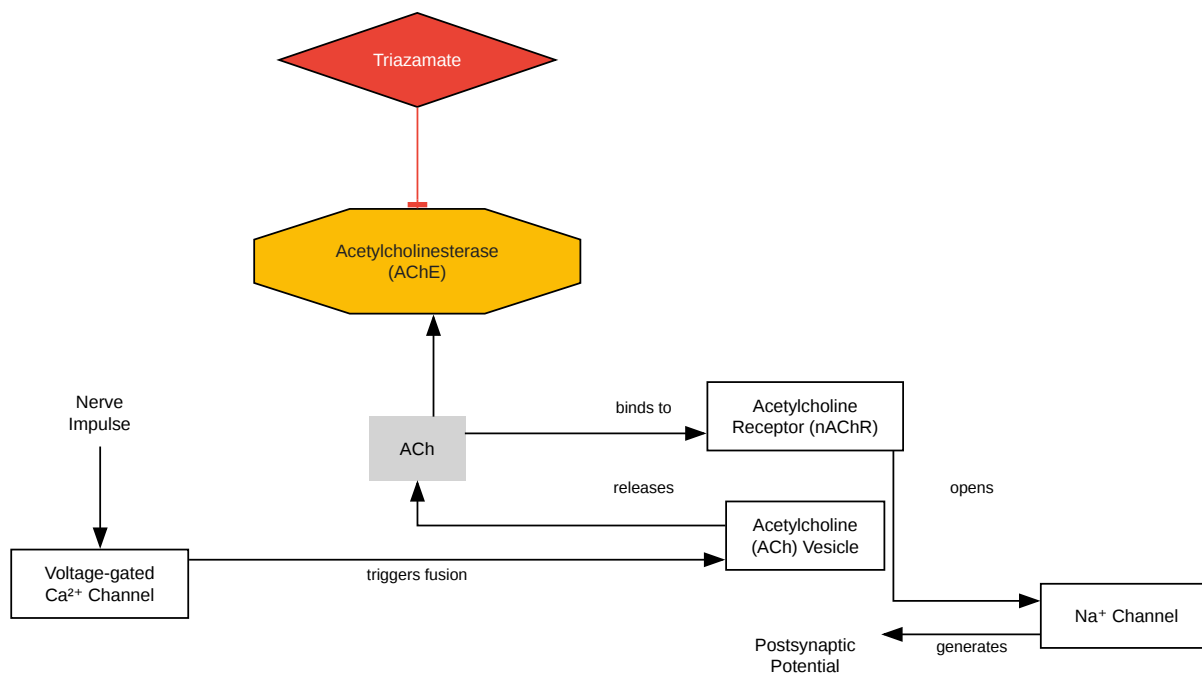 Triazamate
Acetylcholinesterase
(AChE)
Nerve
Impulse
binds to
Acetylcholine
Receptor (nAChR)
ACh
releases
opens
Acetylcholine
(ACh) Vesicle
Voltage-gated
Ca²⁺ Channel
triggers fusion
Na⁺ Channel
Postsynaptic
Potential
generates